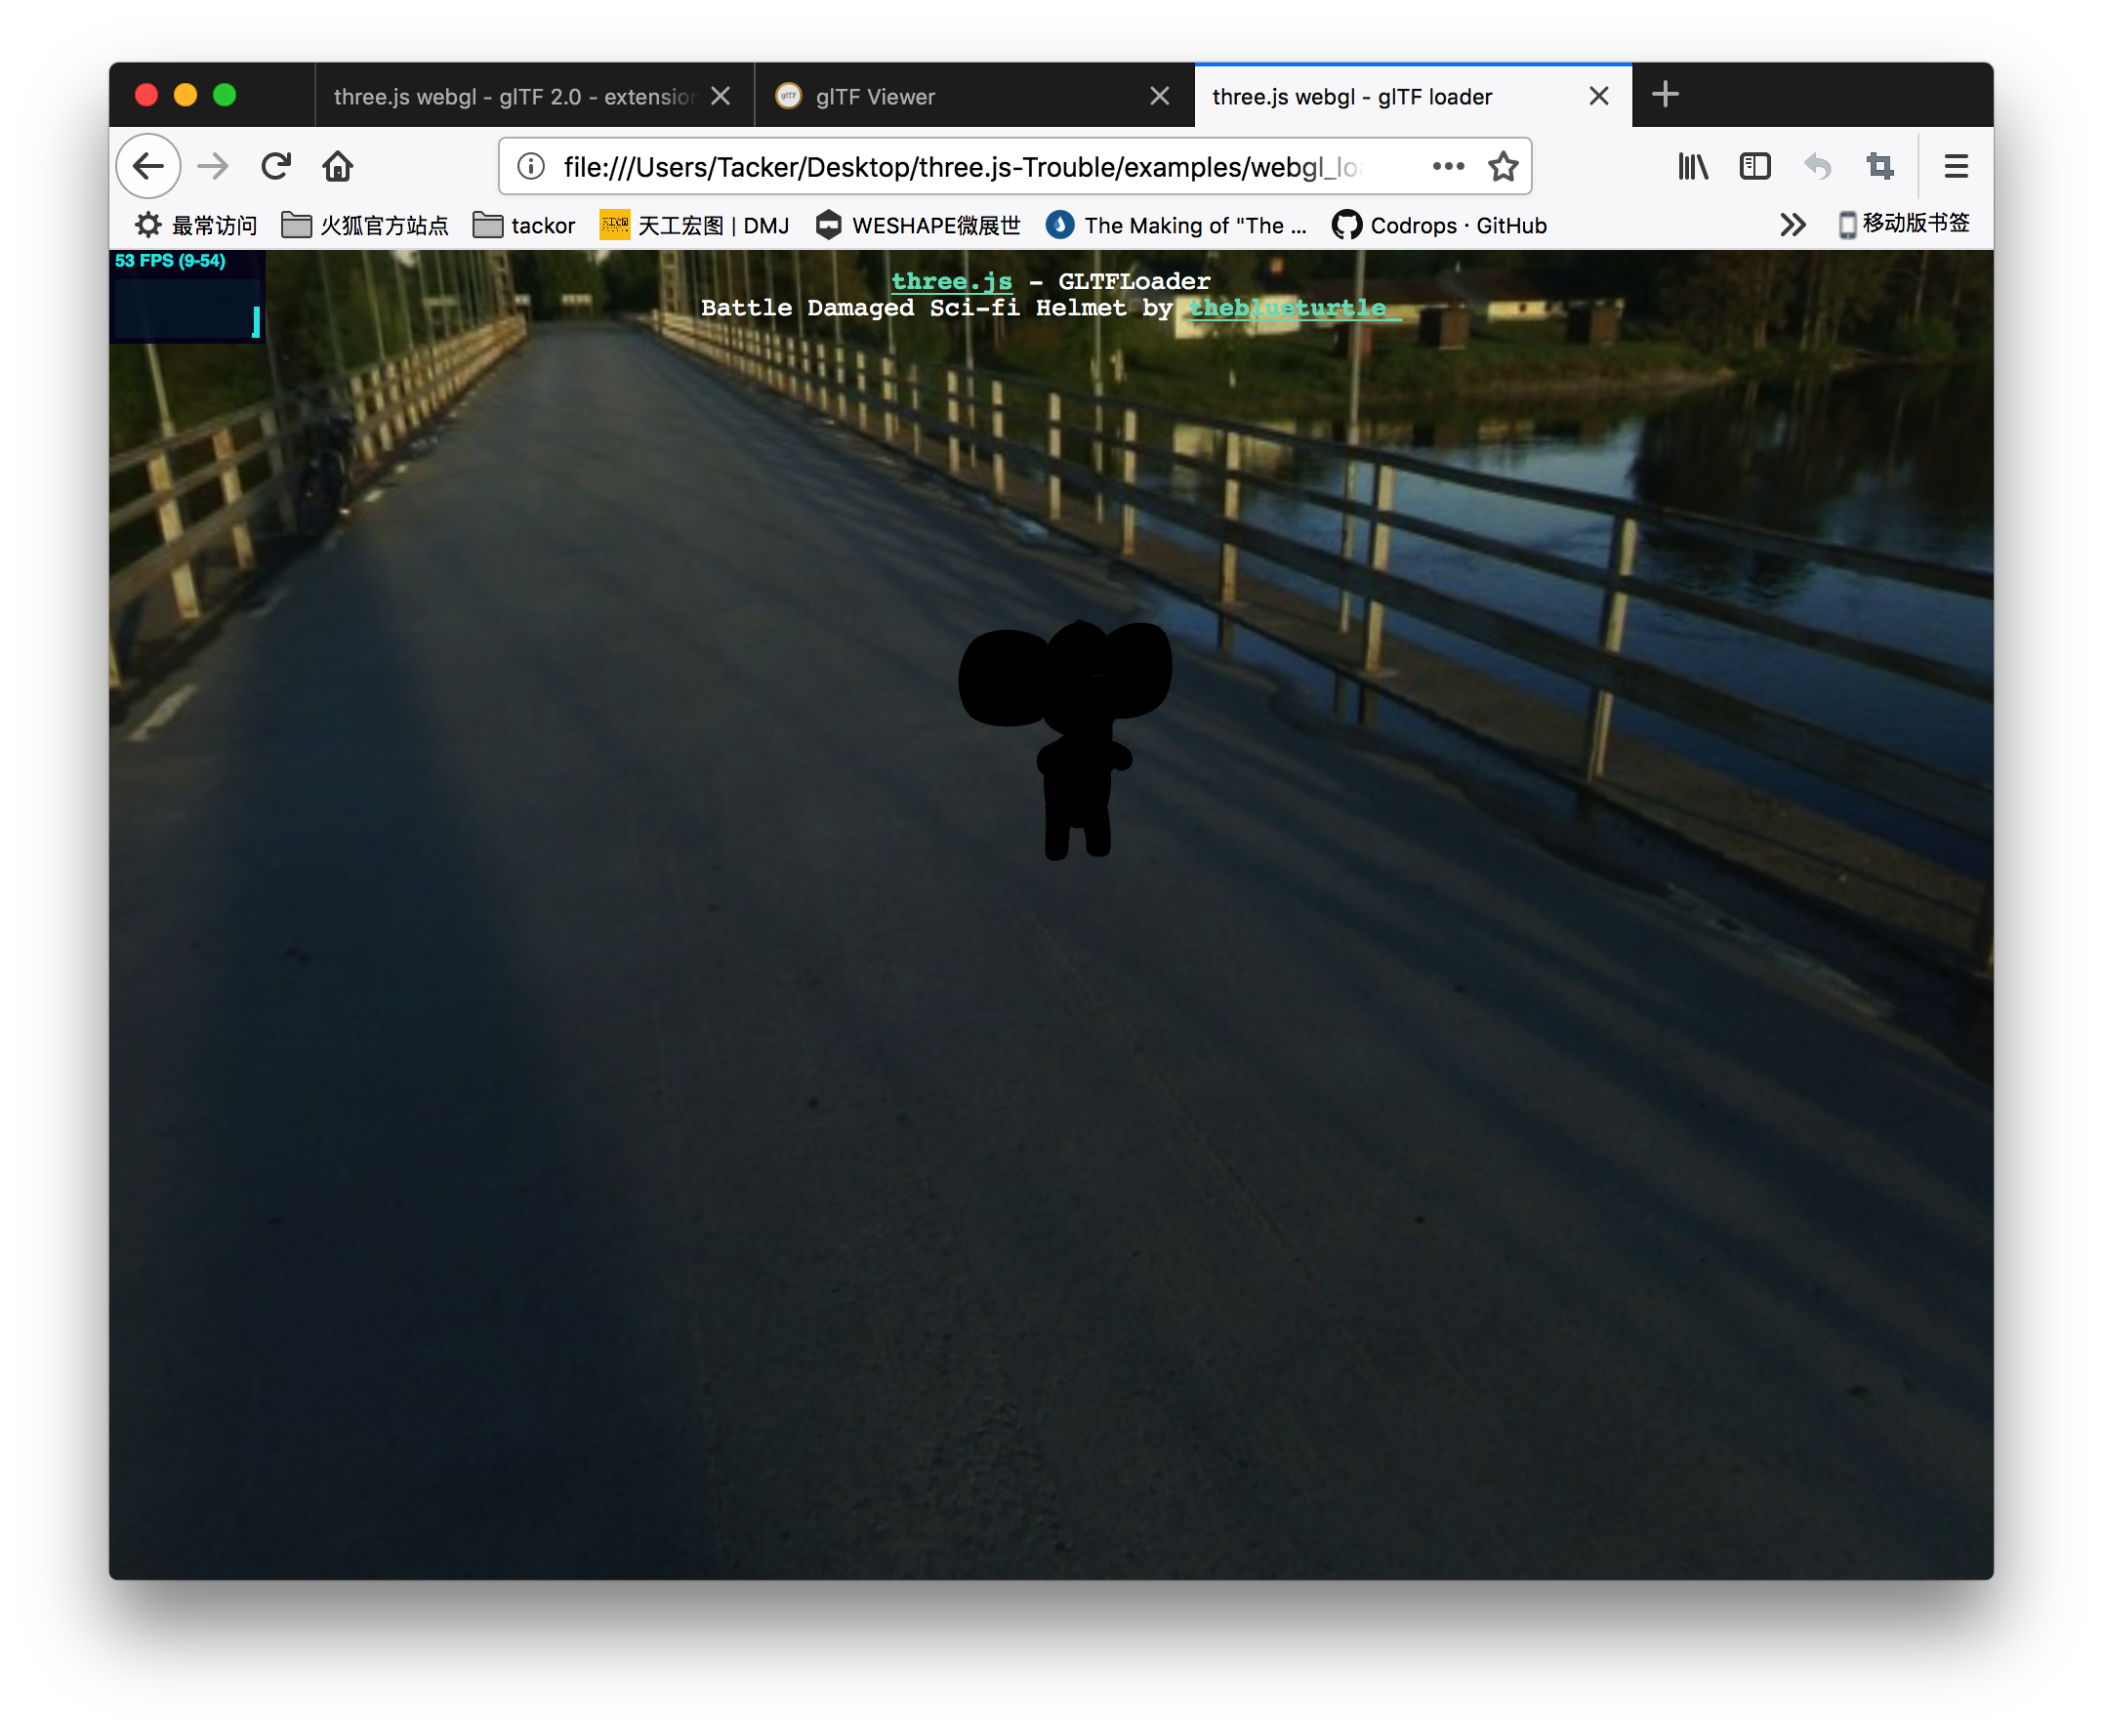 three.js webgl - glTF 2.0 - extension
glTF Viewer
three.js webgl - glTF loader
file:///Users/Tacker/Desktop/three.js-Trouble/examples/webgl_loa
最常访问
火狐官方站点
tackor
天工宏图 | DMJ
WESHAPE微展世
The Making of "The ...
Codrops · GitHub
移动版书签
53 FPS (9-54)
three.js - GLTFLoader
Battle Damaged Sci-fi Helmet by theblueturtle_